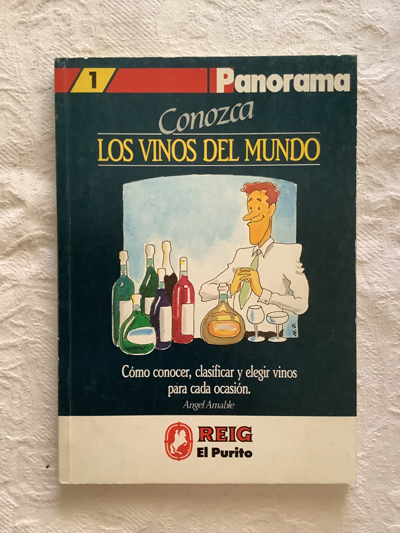 1
Panorama
Conozca
LOS VINOS DEL MUNDO
Cómo conocer, clasificar y elegir vinos
para cada ocasión.
Angel Amable
REIG
El Purito